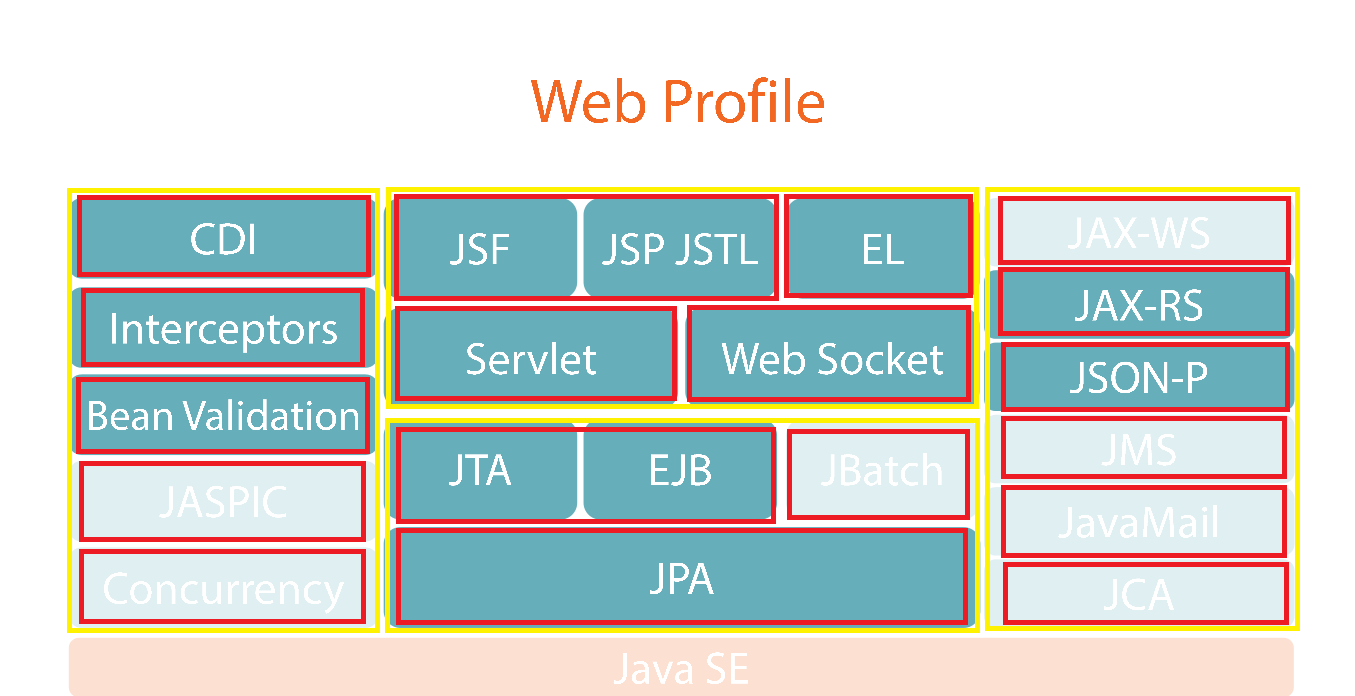 Web Profile
CDI
Interceptors
Bean Validation
JASPIC
Concurrency
JSF
JSP JSTL
EL
Servlet
Web Socket
JTA
EJB
JBatch
JPA
JAX-WS
JAX-RS
JSON-P
JMS
JavaMail
JCA
Java SE